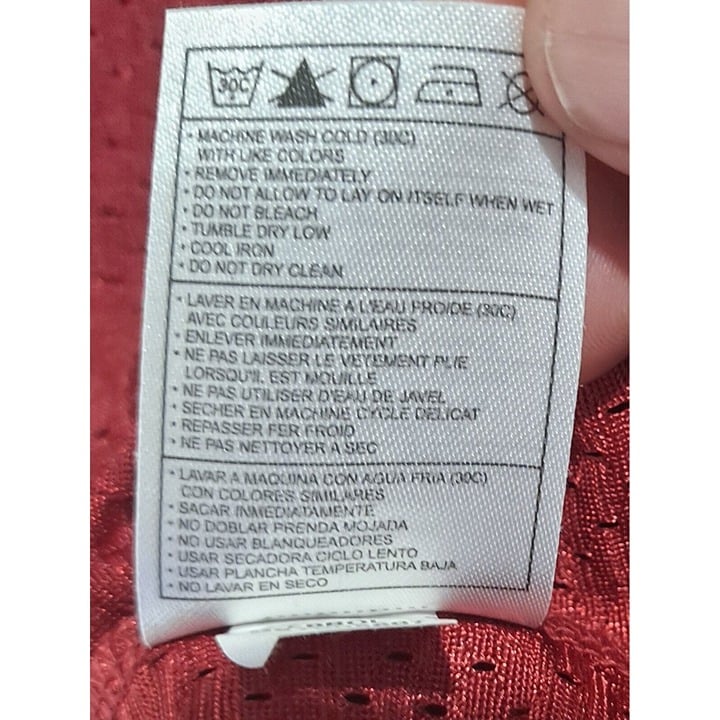 30C
• MACHINE WASH COLD (30C)
WITH LIKE COLORS
• REMOVE IMMEDIATELY
• DO NOT ALLOW TO LAY ON ITSELF WHEN WET
• DO NOT BLEACH
• TUMBLE DRY LOW
• COOL IRON
• DO NOT DRY CLEAN
• LAVER EN MACHINE A L'EAU FROIDE (30C)
AVEC COULEURS SIMILAIRES
• ENLEVER IMMEDIATEMENT
• NE PAS LAISSER LE VETEMENT PLIE
LORSQU'IL EST MOUILLE
• NE PAS UTILISER D'EAU DE JAVEL
• SECHER EN MACHINE CYCLE DELICAT
• REPASSER FER FROID
• NE PAS NETTOYER A SEC
• LAVAR A MAQUINA CON AGUA FRIA (30C)
CON COLORES SIMILARES
• SACAR INMEDIATAMENTE
• NO DOBLAR PRENDA MOJADA
• NO USAR BLANQUEADORES
• USAR SECADORA CICLO LENTO
• USAR PLANCHA TEMPERATURA BAJA
• NO LAVAR EN SECO